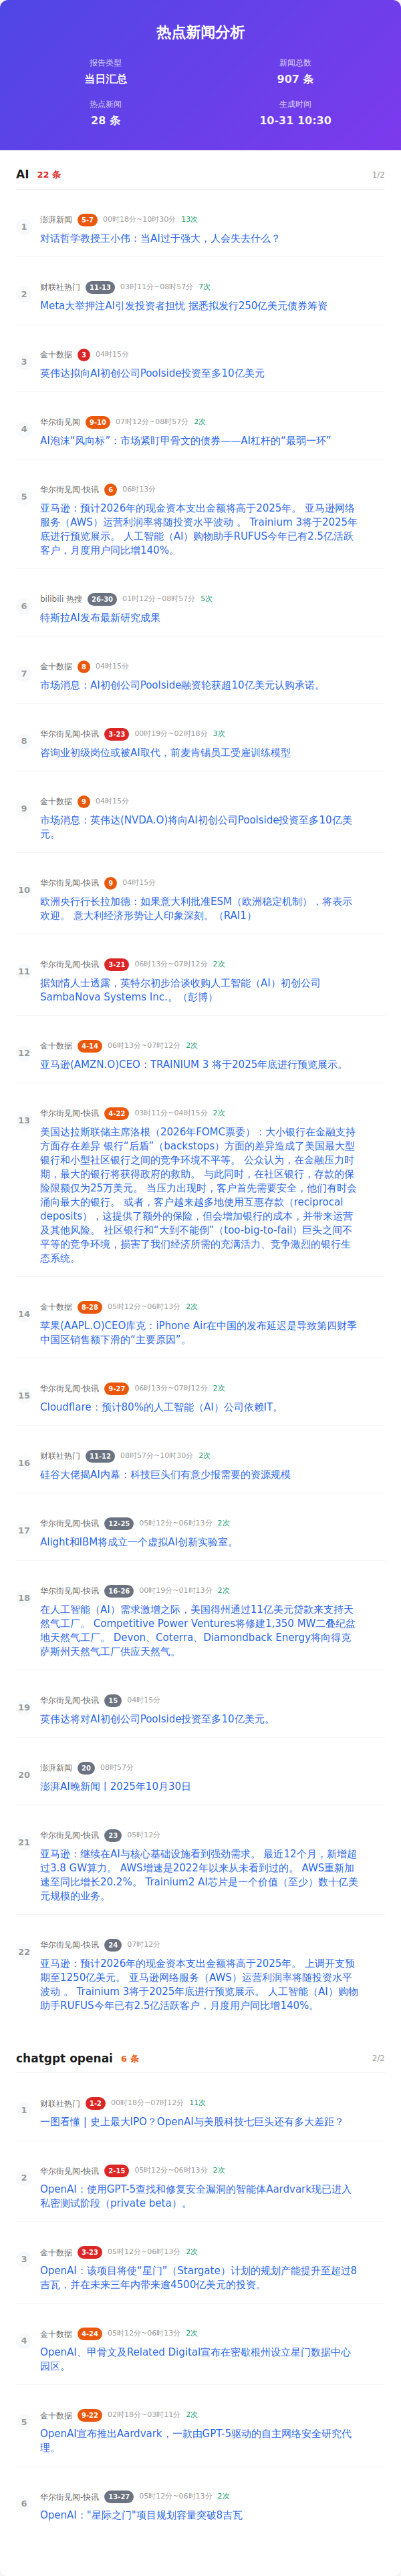 热点新闻分析
报告类型
新闻总数
当日汇总
907 条
热点新闻
生成时间
28 条
10-31 10:30
AI 22 条 1/2
1
澎湃新闻 5-7 00时18分~10时30分 13次
对话哲学教授王小伟：当AI过于强大，人会失去什么？
2
财联社热门 11-13 03时11分~08时57分 7次
Meta大举押注AI引发投资者担忧 据悉拟发行250亿美元债券筹资
3
金十数据 3 04时15分
英伟达拟向AI初创公司Poolside投资至多10亿美元
4
华尔街见闻 9-10 07时12分~08时57分 2次
AI泡沫“风向标”：市场紧盯甲骨文的债券——AI杠杆的“最弱一环”
5
华尔街见闻-快讯 6 06时13分
亚马逊：预计2026年的现金资本支出金额将高于2025年。 亚马逊网络
服务（AWS）运营利润率将随投资水平波动 。 Trainium 3将于2025年
底进行预览展示。 人工智能（AI）购物助手RUFUS今年已有2.5亿活跃
客户，月度用户同比增140%。
6
bilibili 热搜 26-30 01时12分~08时57分 5次
特斯拉AI发布最新研究成果
7
金十数据 8 04时15分
市场消息：AI初创公司Poolside融资轮获超10亿美元认购承诺。
8
华尔街见闻-快讯 3-23 00时19分~02时18分 3次
咨询业初级岗位或被AI取代，前麦肯锡员工受雇训练模型
9
金十数据 9 04时15分
市场消息：英伟达(NVDA.O)将向AI初创公司Poolside投资至多10亿美
元。
10
华尔街见闻-快讯 9 04时15分
欧洲央行行长拉加德：如果意大利批准ESM（欧洲稳定机制），将表示
欢迎。 意大利经济形势让人印象深刻。（RAI1）
11
华尔街见闻-快讯 3-21 06时13分~07时12分 2次
据知情人士透露，英特尔初步洽谈收购人工智能（AI）初创公司
SambaNova Systems Inc.。（彭博）
12
金十数据 4-14 06时13分~07时12分 2次
亚马逊(AMZN.O)CEO：TRAINIUM 3 将于2025年底进行预览展示。
13
华尔街见闻-快讯 4-22 03时11分~04时15分 2次
美国达拉斯联储主席洛根（2026年FOMC票委）：大小银行在金融支持
方面存在差异 银行“后盾”（backstops）方面的差异造成了美国最大型
银行和小型社区银行之间的竞争环境不平等。 公众认为，在金融压力时
期，最大的银行将获得政府的救助。 与此同时，在社区银行，存款的保
险限额仅为25万美元。 当压力出现时，客户首先需要安全，他们有时会
涌向最大的银行。 或者，客户越来越多地使用互惠存款（reciprocal
deposits），这提供了额外的保险，但会增加银行的成本，并带来运营
及其他风险。 社区银行和“大到不能倒”（too-big-to-fail）巨头之间不
平等的竞争环境，损害了我们经济所需的充满活力、竞争激烈的银行生
态系统。
14
金十数据 8-28 05时12分~06时13分 2次
苹果(AAPL.O)CEO库克：iPhone Air在中国的发布延迟是导致第四财季
中国区销售额下滑的“主要原因”。
15
华尔街见闻-快讯 9-27 06时13分~07时12分 2次
Cloudflare：预计80%的人工智能（AI）公司依赖IT。
16
财联社热门 11-12 08时57分~10时30分 2次
硅谷大佬揭AI内幕：科技巨头们有意少报需要的资源规模
17
华尔街见闻-快讯 12-25 05时12分~06时13分 2次
Alight和IBM将成立一个虚拟AI创新实验室。
18
华尔街见闻-快讯 16-26 00时19分~01时13分 2次
在人工智能（AI）需求激增之际，美国得州通过11亿美元贷款来支持天
然气工厂。 Competitive Power Ventures将修建1,350 MW二叠纪盆
地天然气工厂。 Devon、Coterra、Diamondback Energy将向得克
萨斯州天然气工厂供应天然气。
19
华尔街见闻-快讯 15 04时15分
英伟达将对AI初创公司Poolside投资至多10亿美元。
20
澎湃新闻 20 08时57分
澎湃AI晚新闻丨2025年10月30日
21
华尔街见闻-快讯 23 05时12分
亚马逊：继续在AI与核心基础设施看到强劲需求。 最近12个月，新增超
过3.8 GW算力。 AWS增速是2022年以来从未看到过的。 AWS重新加
速至同比增长20.2%。 Trainium2 AI芯片是一个价值（至少）数十亿美
元规模的业务。
22
华尔街见闻-快讯 24 07时12分
亚马逊：预计2026年的现金资本支出金额将高于2025年。 上调开支预
期至1250亿美元。 亚马逊网络服务（AWS）运营利润率将随投资水平
波动 。 Trainium 3将于2025年底进行预览展示。 人工智能（AI）购物
助手RUFUS今年已有2.5亿活跃客户，月度用户同比增140%。
chatgpt openai 6 条 2/2
1
财联社热门 1-2 00时18分~07时12分 11次
一图看懂 | 史上最大IPO？OpenAI与美股科技七巨头还有多大差距？
2
华尔街见闻-快讯 2-15 05时12分~06时13分 2次
OpenAI：使用GPT-5查找和修复安全漏洞的智能体Aardvark现已进入
私密测试阶段（private beta）。
3
金十数据 3-23 05时12分~06时13分 2次
OpenAI：该项目将使“星门”（Stargate）计划的规划产能提升至超过8
吉瓦，并在未来三年内带来逾4500亿美元的投资。
4
金十数据 4-24 05时12分~06时13分 2次
OpenAI、甲骨文及Related Digital宣布在密歇根州设立星门数据中心
园区。
5
金十数据 9-22 02时18分~03时11分 2次
OpenAI宣布推出Aardvark，一款由GPT-5驱动的自主网络安全研究代
理。
6
华尔街见闻-快讯 13-27 05时12分~06时13分 2次
OpenAI："星际之门"项目规划容量突破8吉瓦